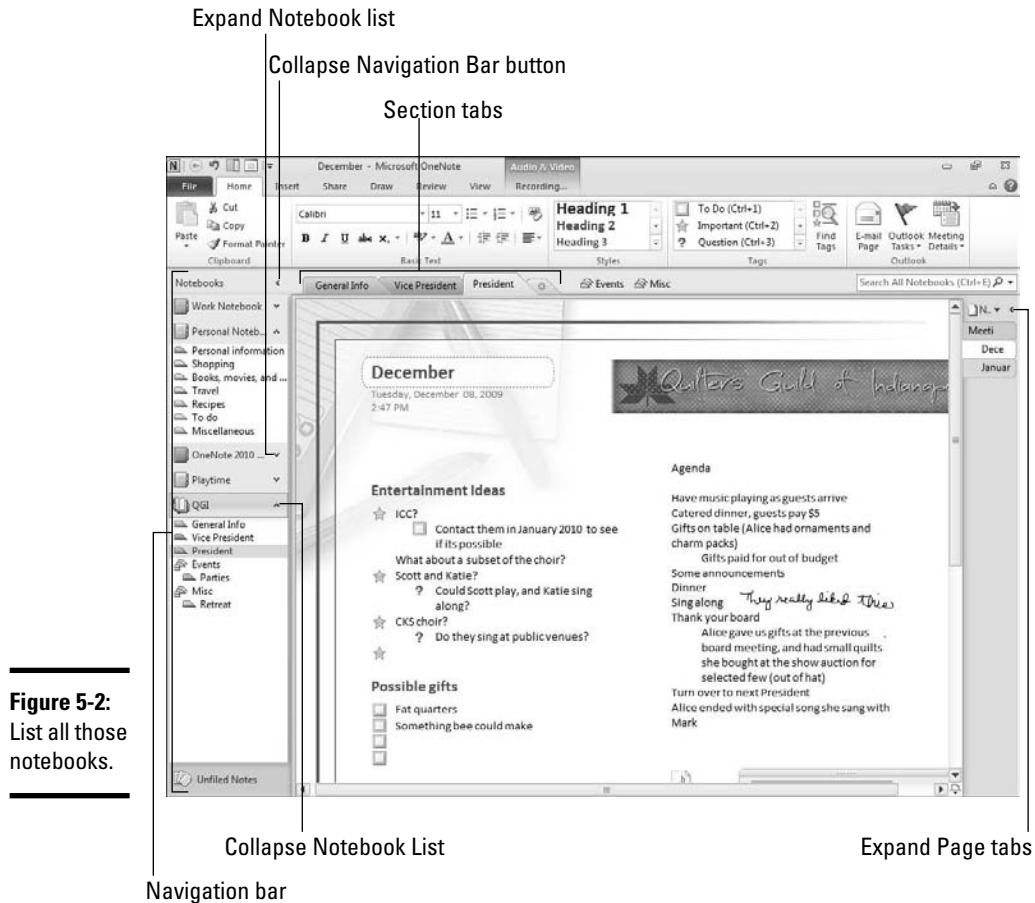 Expand Notebook list
Collapse Navigation Bar button
Section tabs
December - Microsoft OneNote
Audio & Video
File Home Insert Share Draw Review View Recording...
Paste
Cut
Copy
Format Painter
Clipboard
Calibri 11
B I U abc
Basic Text
Heading 1
Heading 2
Heading 3
Styles
To Do (Ctrl+1)
Important (Ctrl+2)
? Question (Ctrl+3)
Tags
Find Tags
E-mail Page
Outlook Tasks
Meeting Details
Outlook
Notebooks
General Info Vice President President Events Misc
Search All Notebooks (Ctrl+E)
Work Notebook
Personal Noteb...
Personal information
Shopping
Books, movies, and ...
Travel
Recipes
To do
Miscellaneous
OneNote 2010 ...
Playtime
QGI
General Info
Vice President
President
Events
Parties
Misc
Retreat
Unfiled Notes
December
Tuesday, December 08, 2009
2:47 PM
Quilters Guild of Indianap
Entertainment Ideas
ICC?
Contact them in January 2010 to see
if its possible
What about a subset of the choir?
Scott and Katie?
? Could Scott play, and Katie sing
along?
CKS choir?
? Do they sing at public venues?
Possible gifts
Fat quarters
Something bee could make
Agenda
Have music playing as guests arrive
Catered dinner, guests pay $5
Gifts on table (Alice had ornaments and
charm packs)
Gifts paid for out of budget
Some announcements
Dinner
Sing along They really liked this
Thank your board
Alice gave us gifts at the previous
board meeting, and had small quilts
she bought at the show auction for
selected few (out of hat)
Turn over to next President
Alice ended with special song she sang with
Mark
N..
Meeti
Dece
Januar
Figure 5-2:
List all those
notebooks.
Collapse Notebook List
Expand Page tabs
Navigation bar